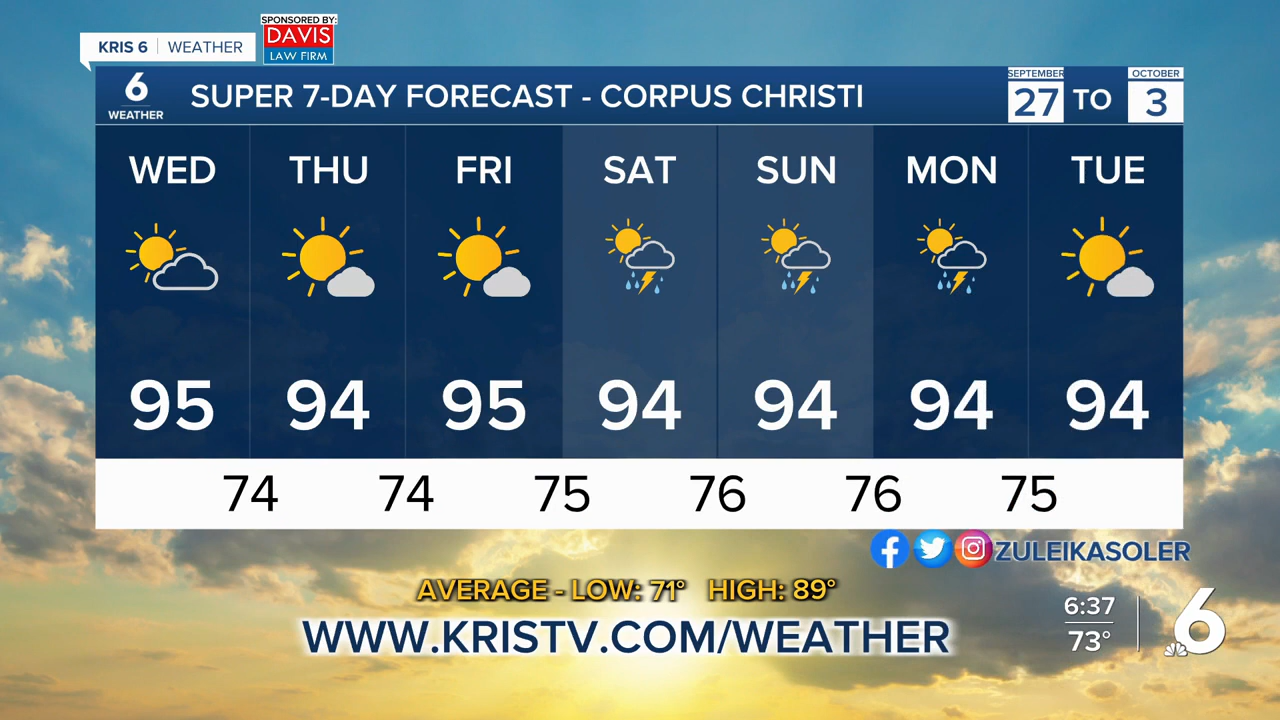 SPONSORED BY:
KRIS 6 WEATHER
DAVIS
LAW FIRM
6
WEATHER
SUPER 7-DAY FORECAST - CORPUS CHRISTI
SEPTEMBER
27
TO
OCTOBER
3
WED THU FRI SAT SUN MON TUE
95 94 95 94 94 94 94
74 74 75 76 76 75
ZULEIKASOLER
AVERAGE - LOW: 71° HIGH: 89°
WWW.KRISTV.COM/WEATHER
6:37
73°
6